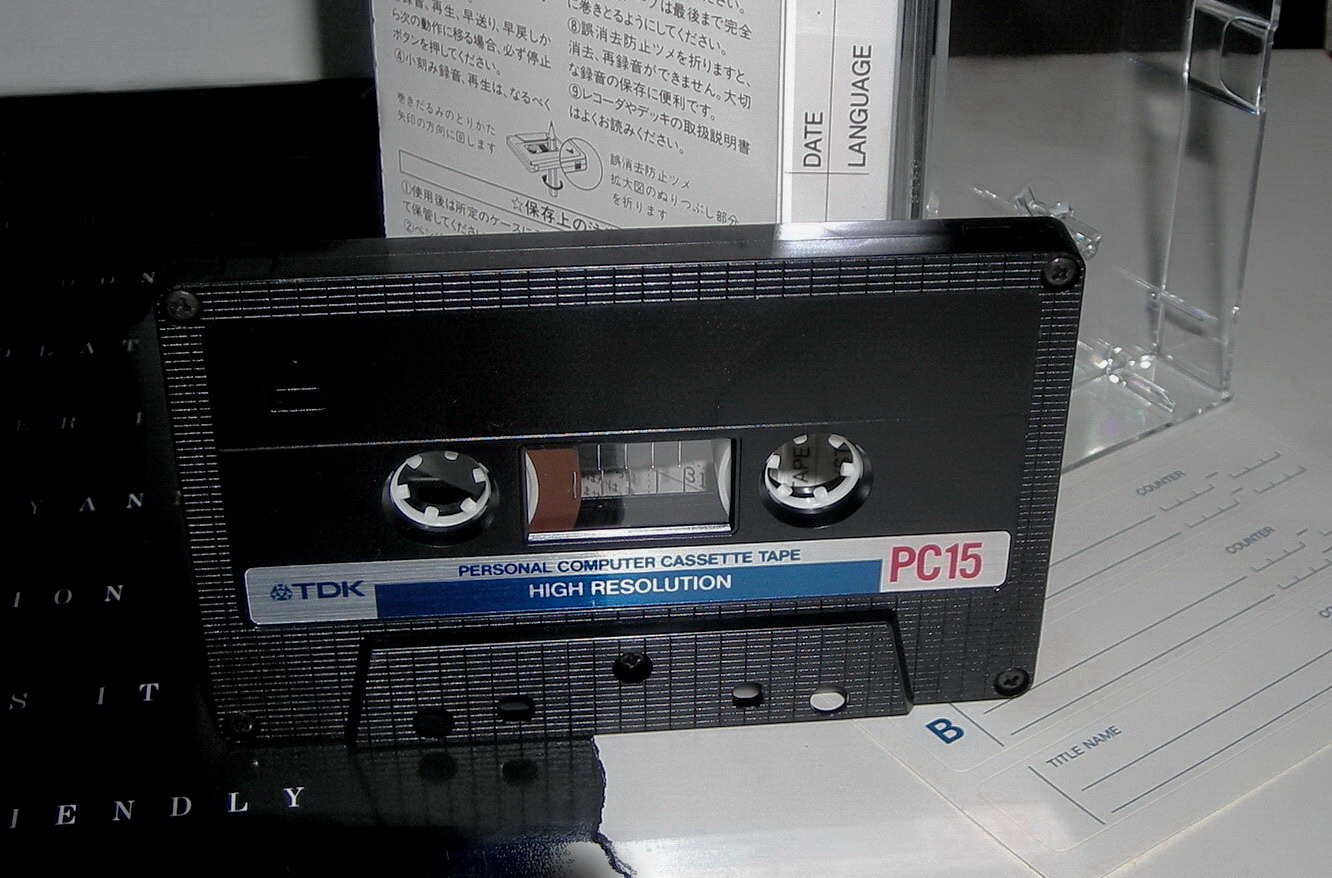 録音、再生、早送り、早戻しか
ら次の動作に移る場合、必ず停止
ボタンを押してください。
④小刻み録音、再生は、なるべく
は最後まで完全
に巻きとるようにしてください。
⑧誤消去防止ツメを折りますと、
消去、再録音ができません。大切
な録音の保存に便利です。
⑨レコーダやデッキの取扱説明書
はよくお読みください。
巻きだるみのとりかた
矢印の方向に回します
誤消去防止ツメ
拡大図のぬりつぶし部分
を折ります
☆保存上の
①使用後は所定のケースに
て保管してくださ
DATE
LANGUAGE
TAPE
TDK
PERSONAL COMPUTER CASSETTE TAPE
HIGH RESOLUTION
PC15
COUNTER
COUNTER
B
TITLE NAME
D O N
L A T
E R I
Y A N
I O N
S I T
I E N D L Y